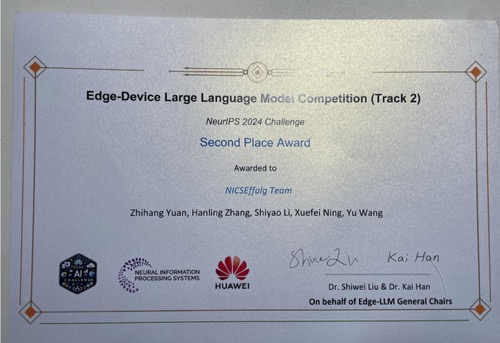 Edge-Device Large Language Model Competition (Track 2)
NeurIPS 2024 Challenge
Second Place Award
Awarded to
NICSEffalg Team
Zhihang Yuan, Hanling Zhang, Shiyao Li, Xuefei Ning, Yu Wang
Kai Han
AI
CHALLENGE
NEURAL INFORMATION
PROCESSING SYSTEMS
HUAWEI
Dr. Shiwei Liu & Dr. Kai Han
On behalf of Edge-LLM General Chairs